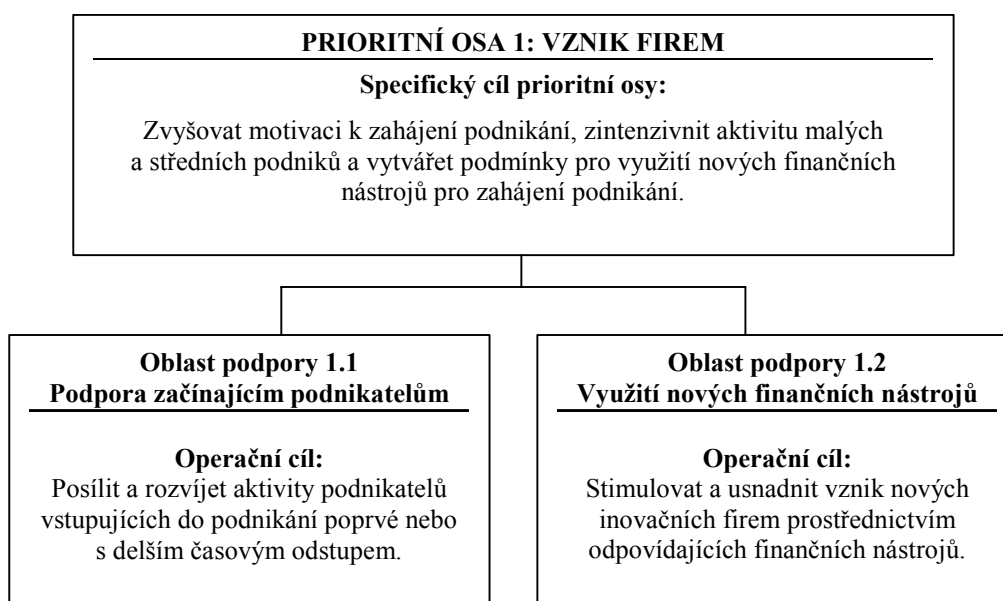 PRIORITNÍ OSA 1: VZNIK FIREM
Specifický cíl prioritní osy:
Zvyšovat motivaci k zahájení podnikání, zintenzivnit aktivitu malých
a středních podniků a vytvářet podmínky pro využití nových finančních
nástrojů pro zahájení podnikání.
Oblast podpory 1.1
Podpora začínajícím podnikatelům
Operační cíl:
Posílit a rozvíjet aktivity podnikatelů
vstupujících do podnikání poprvé nebo
s delším časovým odstupem.
Oblast podpory 1.2
Využití nových finančních nástrojů
Operační cíl:
Stimulovat a usnadnit vznik nových
inovačních firem prostřednictvím
odpovídajících finančních nástrojů.